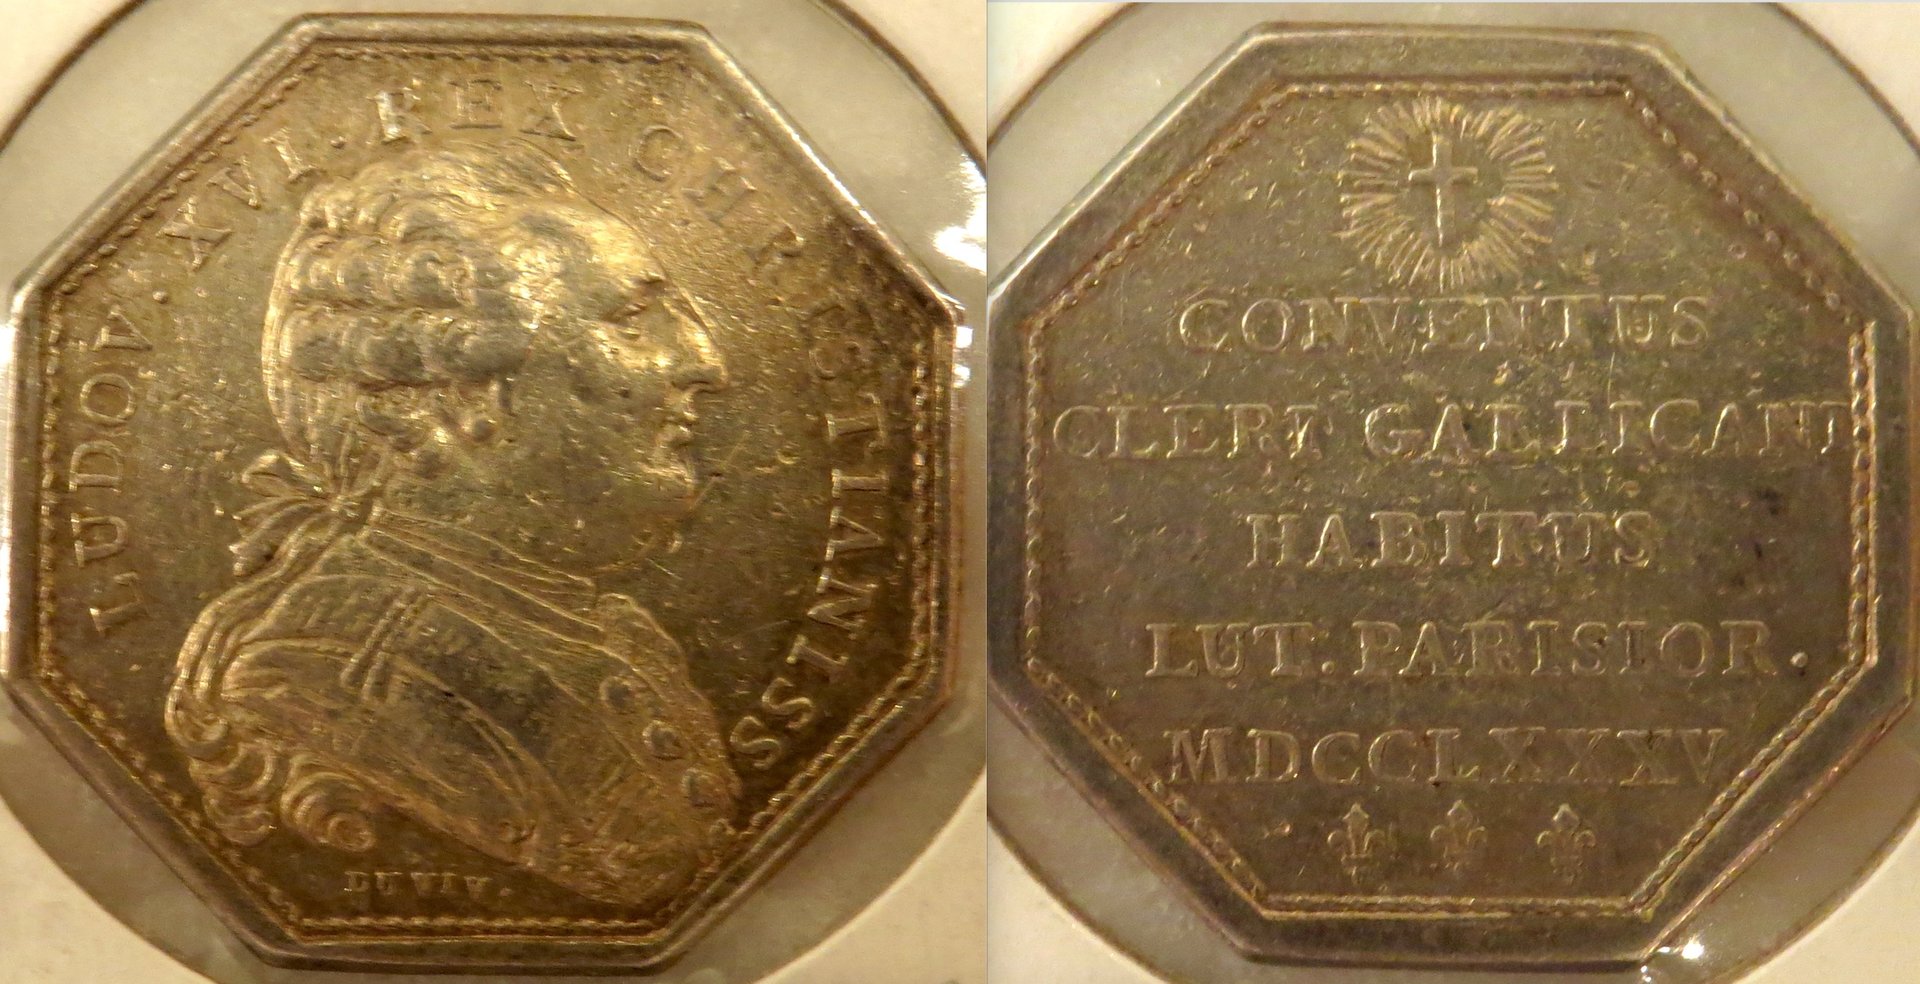 LUDOV. XVI. REX CHRISTIANISS
DUVIV.
CONVENTUS
CLERI GALLICANI
HABITUS
LUT. PARISIOR.
MDCCLXXXV